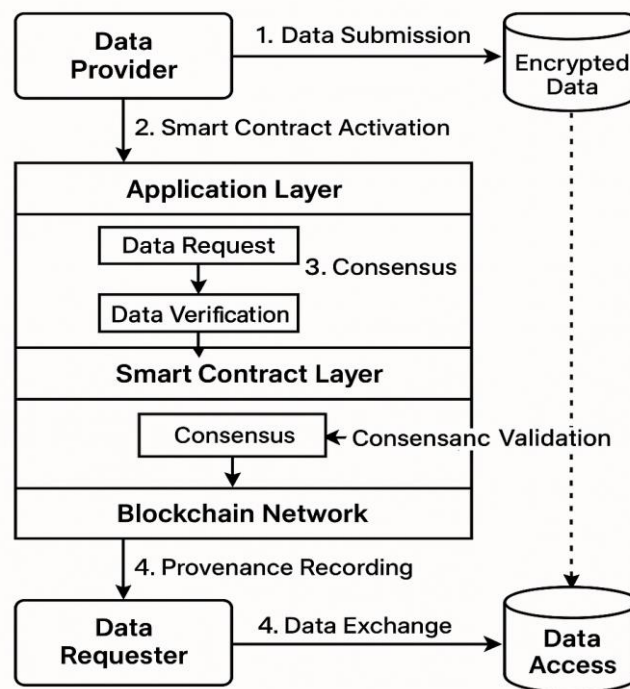 Data
Provider
1. Data Submission
Encrypted
Data
2. Smart Contract Activation
Application Layer
Data Request
3. Consensus
Data Verification
Smart Contract Layer
Consensus
Consensanc Validation
Blockchain Network
4. Provenance Recording
Data
Requester
4. Data Exchange
Data
Access